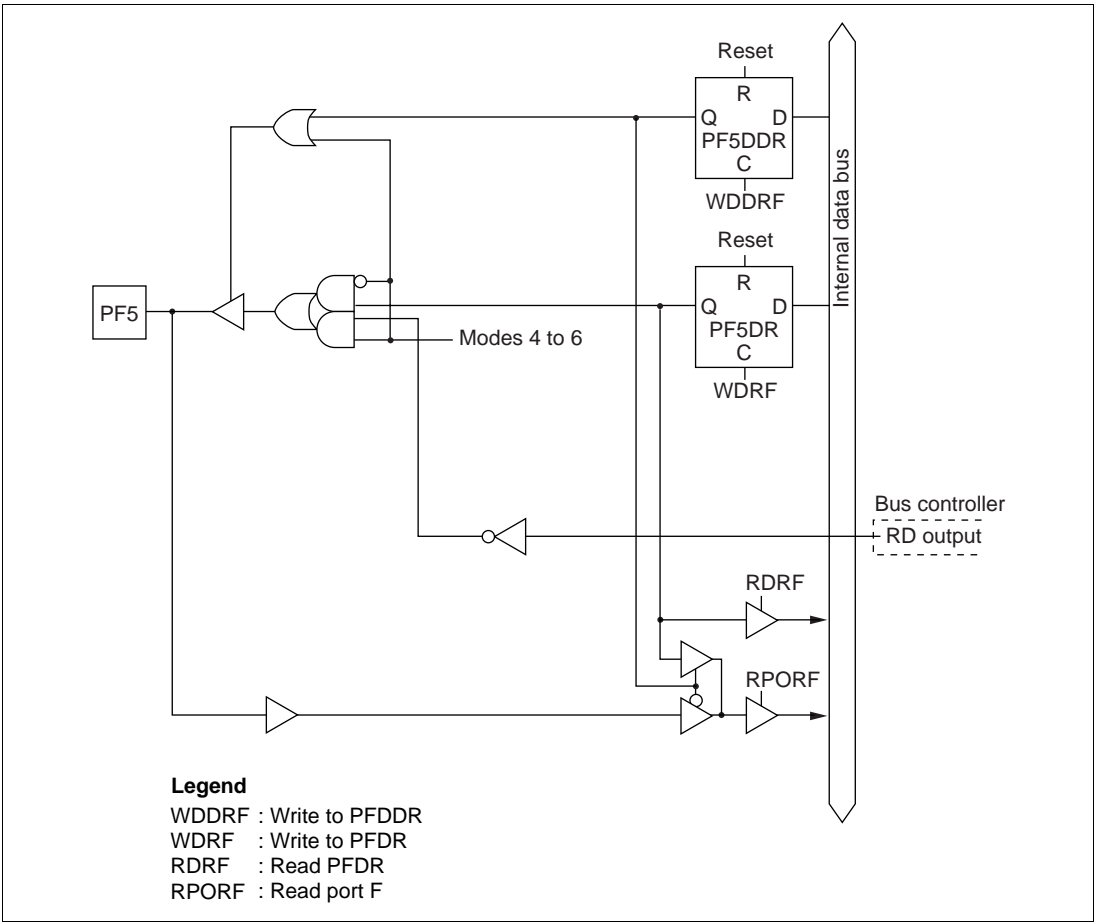 Reset
R
Q D
PF5DDR
C
WDDRF
Internal data bus
Reset
R
Q D
PF5DR
C
WDRF
PF5
Modes 4 to 6
Bus controller
RD output
RDRF
RPORF
Legend
WDDRF : Write to PFDDR
WDRF : Write to PFDR
RDRF : Read PFDR
RPORF : Read port F